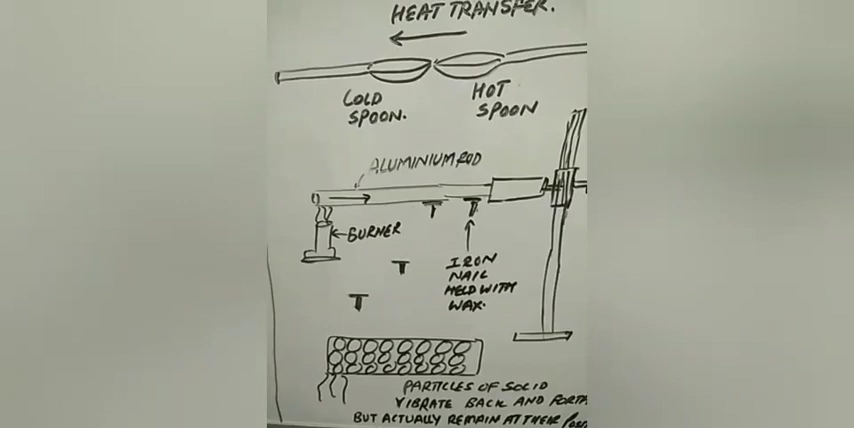 HEAT TRANSFER.
COLD
SPOON.
HOT
SPOON
ALUMINIUM ROD
BURNER
IRON
NAIL
HELD WITH
WAX.
PARTICLES OF SOLID
VIBRATE BACK AND FORTH
BUT ACTUALLY REMAIN AT THEIR